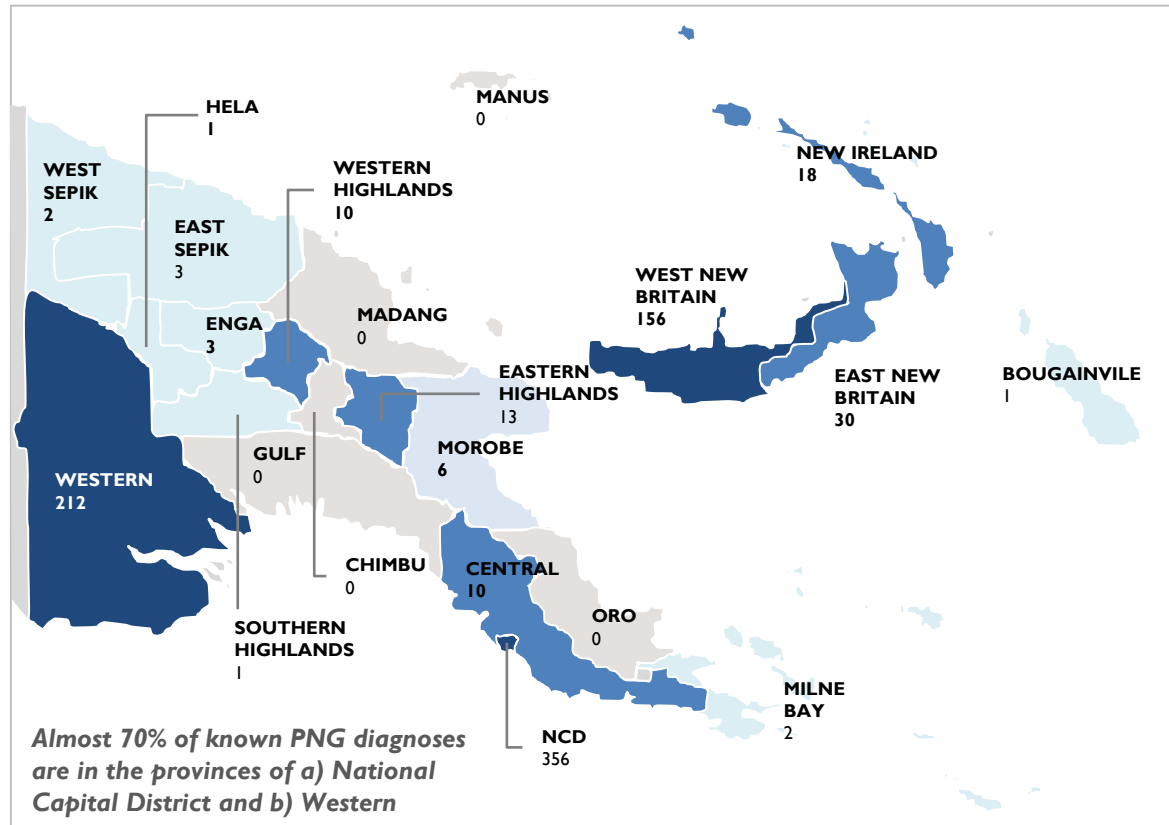 MANUS
0
HELA
1
NEW IRELAND
18
WEST
SEPIK
2
WESTERN
HIGHLANDS
10
EAST
SEPIK
3
WEST NEW
BRITAIN
156
ENGA
3
MADANG
0
EASTERN
HIGHLANDS
13
EAST NEW
BRITAIN
30
BOUGAINVILE
1
GULF
0
MOROBE
6
WESTERN
212
CHIMBU
0
CENTRAL
10
ORO
0
SOUTHERN
HIGHLANDS
1
MILNE
BAY
2
NCD
356
Almost 70% of known PNG diagnoses
are in the provinces of a) National
Capital District and b) Western